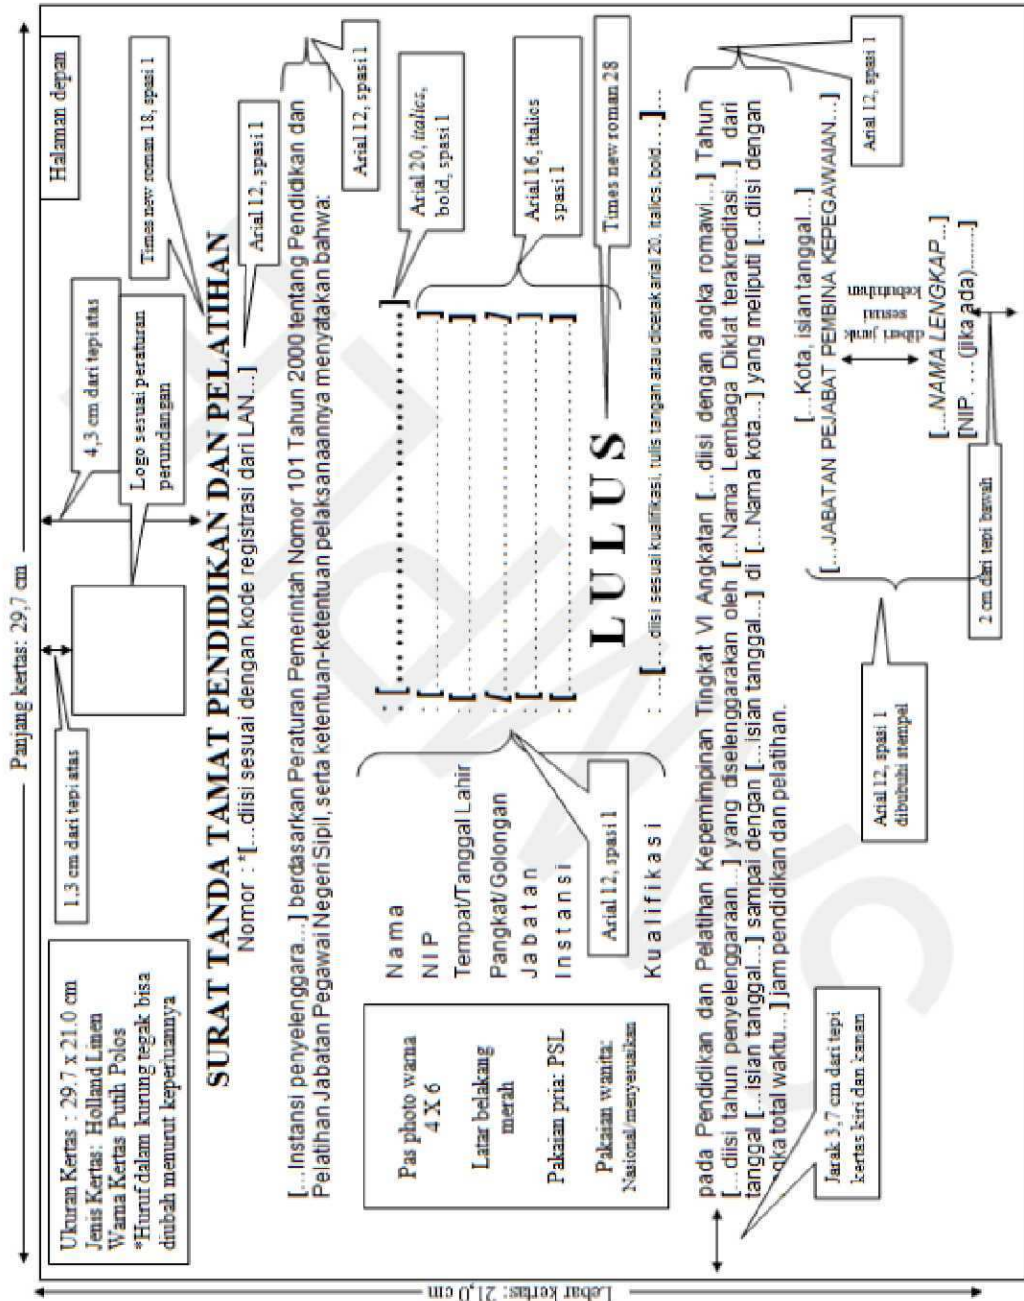 Panjang kertas: 29,7 cm
Lebar kertas: 21,0 cm
Halaman depan
Ukuran Kertas : 29.7 x 21.0 cm
Jenis Kertas: Holland Linen
Warna Kertas Putih Polos
*Huruf dalam kurung tegak bisa
diubah menurut keperluannya
1,3 cm dari tepi atas
4,3 cm dari tepi atas
Logo sesuai peraturan
perundangan
Times new roman 18, spasi 1
SURAT TANDA TAMAT PENDIDIKAN DAN PELATIHAN
Nomor : *[...diisi sesuai dengan kode registrasi dari LAN...]
Arial 12, spasi 1
[...Instansi penyelenggara...] berdasarkan Peraturan Pemerintah Nomor 101 Tahun 2000 tentang Pendidikan dan
Pelatihan Jabatan Pegawai Negeri Sipil, serta ketentuan-ketentuan pelaksanaannya menyatakan bahwa:
Arial 12, spasi 1
Pas photo warna
4 X 6
Latar belakang
merah
Pakaian pria: PSL
Pakaian wanita:
Nasional/menyesuaikan
Nama : [..............................]
NIP : [..............................]
Tempat/Tanggal Lahir : [..............................]
Pangkat/Golongan : /............................../
Jabatan : [..............................]
Instansi : [..............................]
Arial 20, italics,
bold, spasi 1
Arial 16, italics
spasi 1
Arial 12, spasi 1
LULUS
Times new roman 28
Kualifikasi : ....[....diisi sesuai kualifikasi, tulis tangan atau dicetak arial 20, italics, bold....]....
pada Pendidikan dan Pelatihan Kepemimpinan Tingkat VI Angkatan [...diisi dengan angka romawi...] Tahun
[...diisi tahun penyelenggaraan...] yang diselenggarakan oleh [...Nama Lembaga Diklat terakreditasi...] dari
tanggal [...isian tanggal...] sampai dengan [...isian tanggal...] di [...Nama kota...] yang meliputi [...diisi dengan
gka total waktu...] jam pendidikan dan pelatihan.
Arial 12, spasi 1
Jarak 3,7 cm dari tepi
kertas kiri dan kanan
[...Kota, isian tanggal...]
[...JABATAN PEJABAT PEMBINA KEPEGAWAIAN...]
diberi jarak
sesuai
kebutuhan
Arial 12, spasi 1
dibubuhi stempel
[...NAMA LENGKAP...]
[NIP. ... (jika ada)........]
2 cm dari tepi bawah